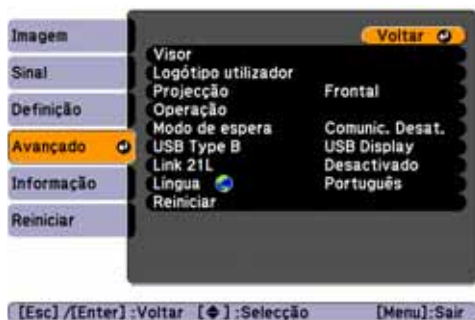 Imagem
Sinal
Definição
Avançado
Informação
Reiniciar
Voltar
Visor
Logótipo utilizador
Projecção Frontal
Operação
Modo de espera Comunic. Desat.
USB Type B USB Display
Link 21L Desactivado
Língua Português
Reiniciar
[Esc] /[Enter] :Voltar [◆] :Selecção [Menu]:Sair